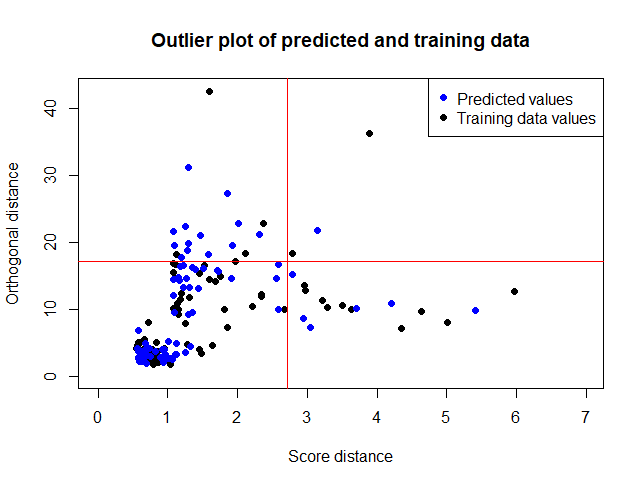 Outlier plot of predicted and training data
Predicted values
Training data values
Orthogonal distance
40
30
20
10
0
0 1 2 3 4 5 6 7
Score distance